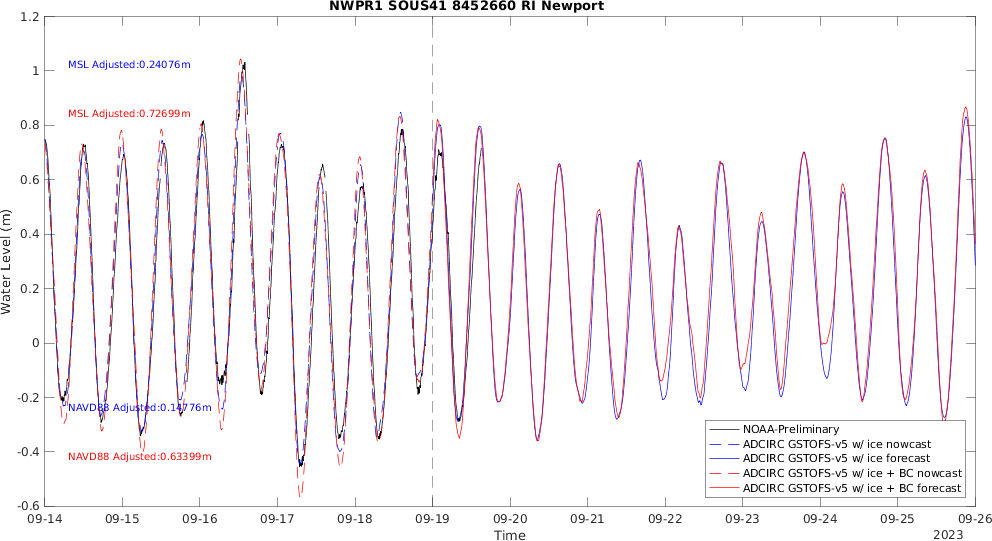 NWPR1 SOUS41 8452660 RI Newport
1.2
1
0.8
0.6
0.4
0.2
0
-0.2
-0.4
-0.6
Water Level (m)
MSL Adjusted:0.24076m
MSL Adjusted:0.72699m
NAVD88 Adjusted:0.14776m
NAVD88 Adjusted:0.63399m
NOAA-Preliminary
ADCIRC GSTOFS-v5 w/ ice nowcast
ADCIRC GSTOFS-v5 w/ ice forecast
ADCIRC GSTOFS-v5 w/ ice + BC nowcast
ADCIRC GSTOFS-v5 w/ ice + BC forecast
09-14 09-15 09-16 09-17 09-18 09-19 09-20 09-21 09-22 09-23 09-24 09-25 09-26
Time
2023